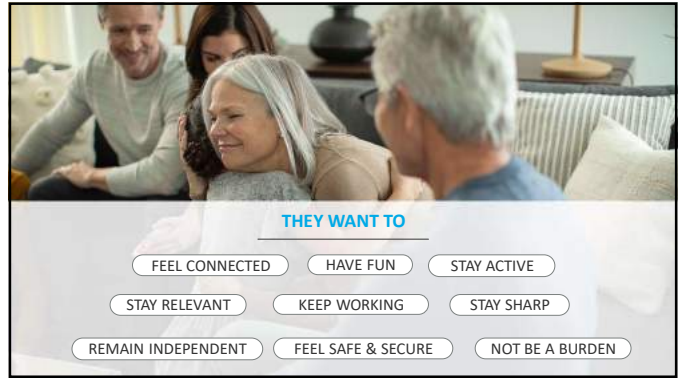 THEY WANT TO
FEEL CONNECTED HAVE FUN STAY ACTIVE
STAY RELEVANT KEEP WORKING STAY SHARP
REMAIN INDEPENDENT FEEL SAFE & SECURE NOT BE A BURDEN